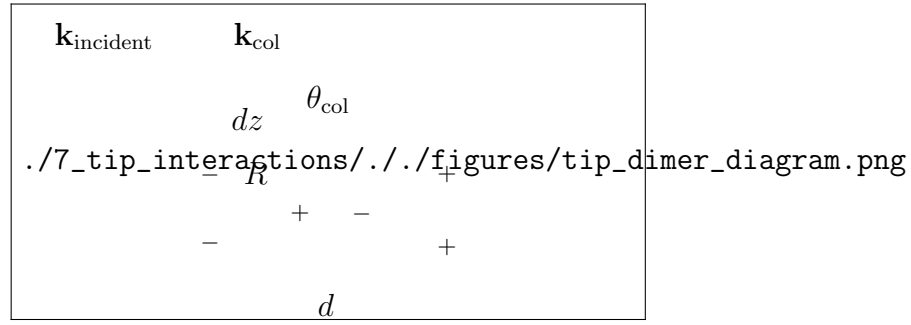 k_incident k_col
θ_col
dz
./7_tip_interactions/././figures/tip_dimer_diagram.png
− R +
+ −
− +
d